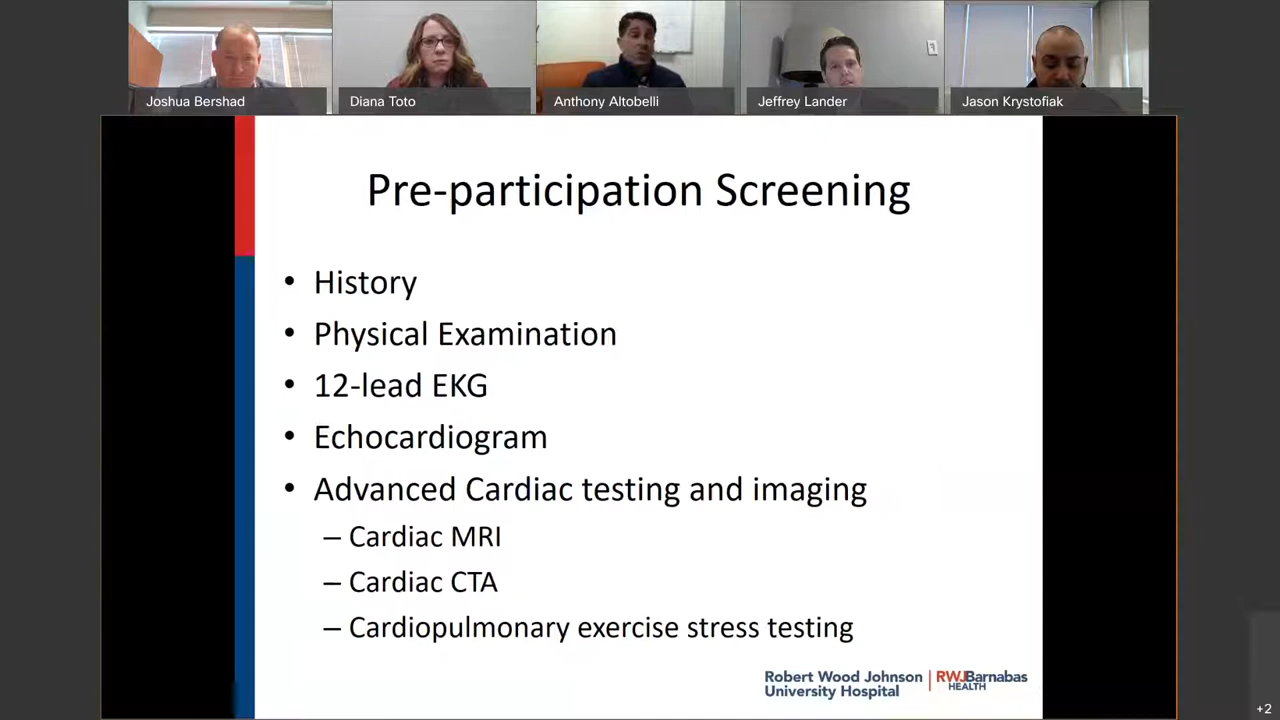 Joshua Bershad
Diana Toto
Anthony Altobelli
Jeffrey Lander
Jason Krystofiak
Pre-participation Screening
• History
• Physical Examination
• 12-lead EKG
• Echocardiogram
• Advanced Cardiac testing and imaging
– Cardiac MRI
– Cardiac CTA
– Cardiopulmonary exercise stress testing
Robert Wood Johnson
University Hospital
RWJBarnabas
HEALTH
+2